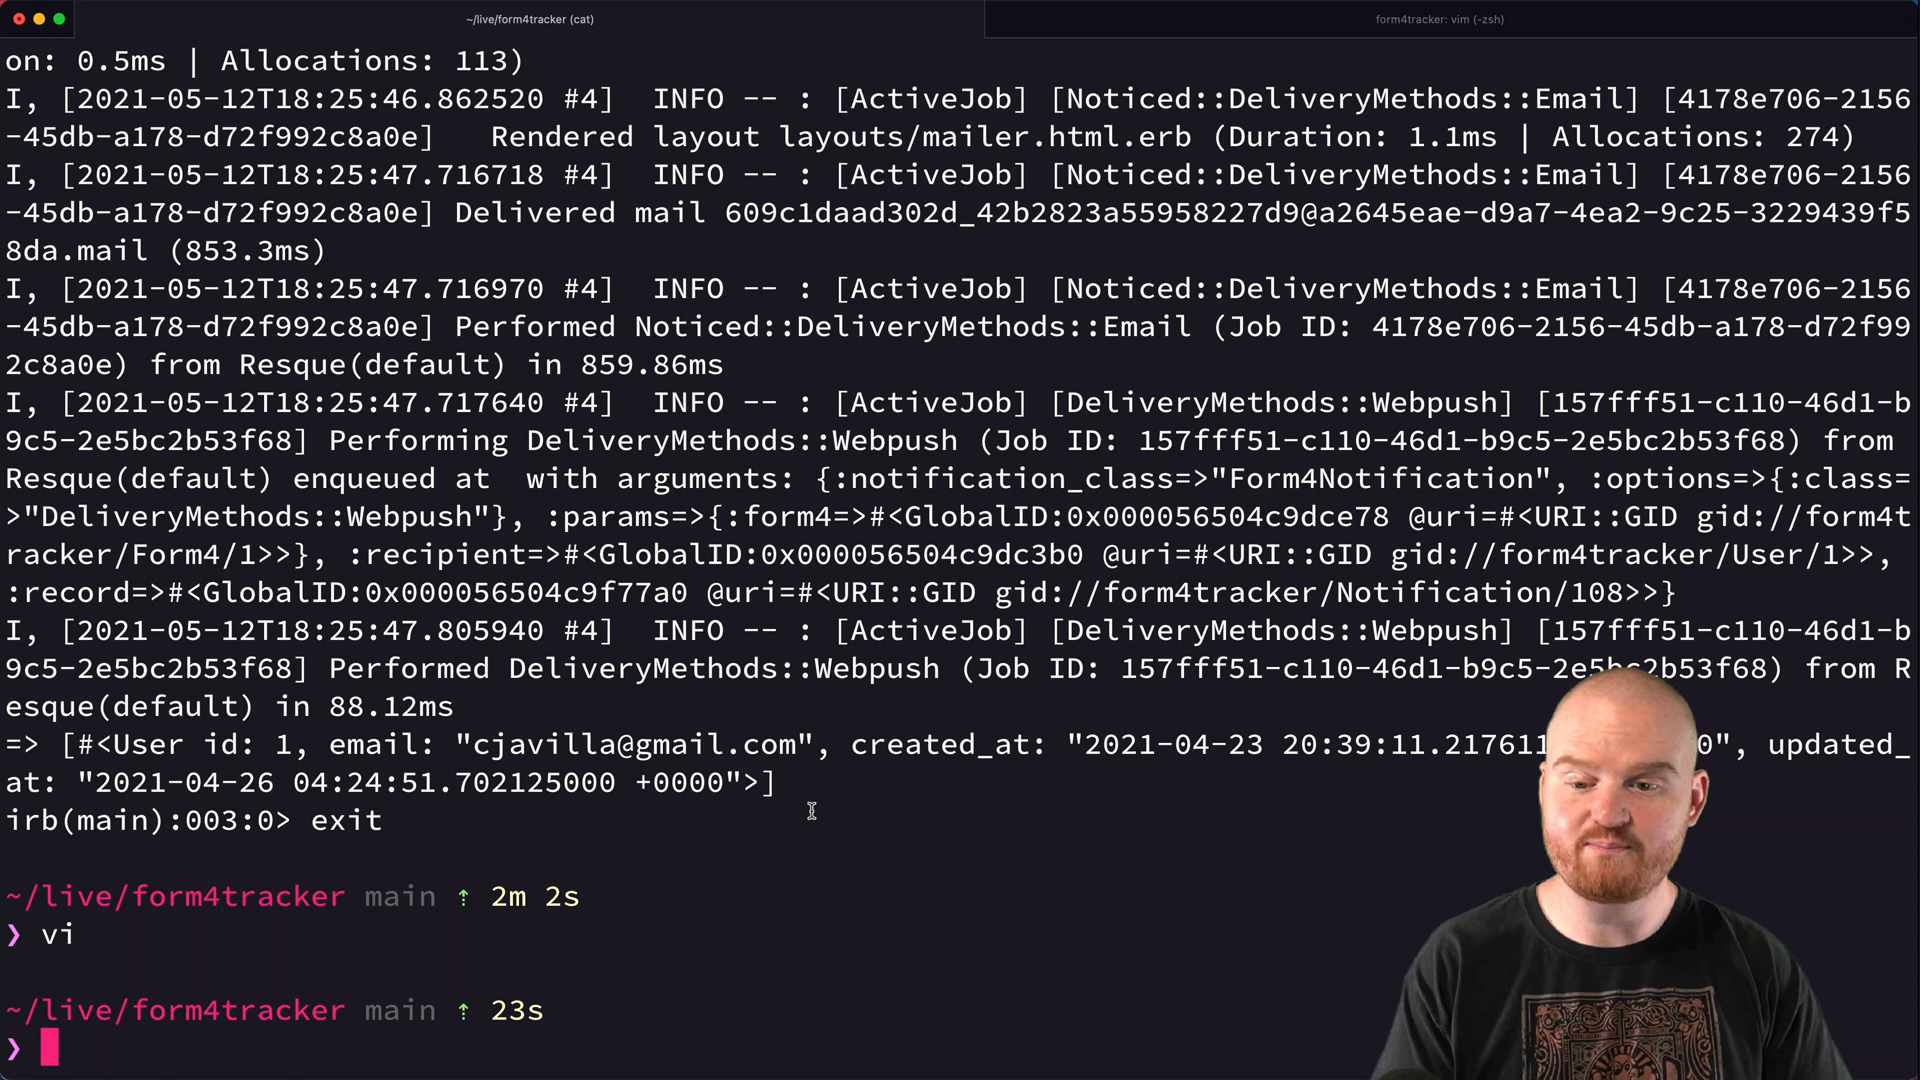 ~/live/form4tracker (cat)
form4tracker: vim (-zsh)
on: 0.5ms | Allocations: 113)
I, [2021-05-12T18:25:46.862520 #4]  INFO -- : [ActiveJob] [Noticed::DeliveryMethods::Email] [4178e706-2156
-45db-a178-d72f992c8a0e]   Rendered layout layouts/mailer.html.erb (Duration: 1.1ms | Allocations: 274)
I, [2021-05-12T18:25:47.716718 #4]  INFO -- : [ActiveJob] [Noticed::DeliveryMethods::Email] [4178e706-2156
-45db-a178-d72f992c8a0e] Delivered mail 609c1daad302d_42b2823a55958227d9@a2645eae-d9a7-4ea2-9c25-3229439f5
8da.mail (853.3ms)
I, [2021-05-12T18:25:47.716970 #4]  INFO -- : [ActiveJob] [Noticed::DeliveryMethods::Email] [4178e706-2156
-45db-a178-d72f992c8a0e] Performed Noticed::DeliveryMethods::Email (Job ID: 4178e706-2156-45db-a178-d72f99
2c8a0e) from Resque(default) in 859.86ms
I, [2021-05-12T18:25:47.717640 #4]  INFO -- : [ActiveJob] [DeliveryMethods::Webpush] [157fff51-c110-46d1-b
9c5-2e5bc2b53f68] Performing DeliveryMethods::Webpush (Job ID: 157fff51-c110-46d1-b9c5-2e5bc2b53f68) from
Resque(default) enqueued at  with arguments: {:notification_class=>"Form4Notification", :options=>{:class=
>"DeliveryMethods::Webpush"}, :params=>{:form4=>#<GlobalID:0x000056504c9dce78 @uri=#<URI::GID gid://form4t
racker/Form4/1>>}, :recipient=>#<GlobalID:0x000056504c9dc3b0 @uri=#<URI::GID gid://form4tracker/User/1>>,
:record=>#<GlobalID:0x000056504c9f77a0 @uri=#<URI::GID gid://form4tracker/Notification/108>>}
I, [2021-05-12T18:25:47.805940 #4]  INFO -- : [ActiveJob] [DeliveryMethods::Webpush] [157fff51-c110-46d1-b
9c5-2e5bc2b53f68] Performed DeliveryMethods::Webpush (Job ID: 157fff51-c110-46d1-b9c5-2e5bc2b53f68) from R
esque(default) in 88.12ms
=> [#<User id: 1, email: "cjavilla@gmail.com", created_at: "2021-04-23 20:39:11.217611 0", updated_
at: "2021-04-26 04:24:51.702125000 +0000">]
irb(main):003:0> exit
~/live/form4tracker main ⇡ 2m 2s
❯ vi
~/live/form4tracker main ⇡ 23s
❯